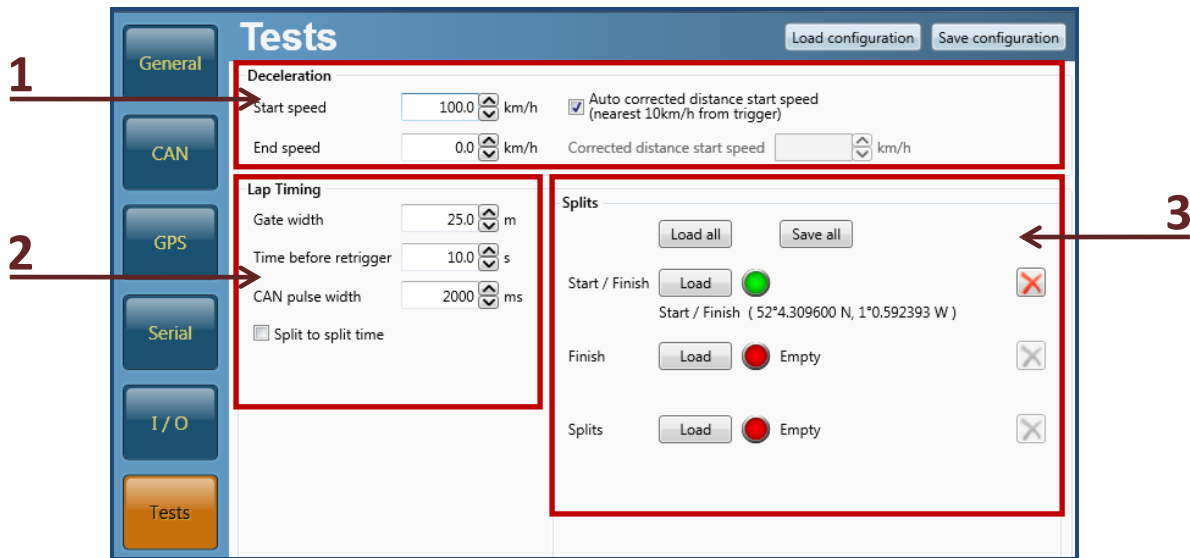 Tests
Load configuration
Save configuration
General
CAN
GPS
Serial
I / O
Tests
1
Deceleration
Start speed 100.0 km/h
Auto corrected distance start speed
(nearest 10km/h from trigger)
End speed 0.0 km/h
Corrected distance start speed km/h
2
Lap Timing
Gate width 25.0 m
Time before retrigger 10.0 s
CAN pulse width 2000 ms
Split to split time
3
Splits
Load all
Save all
Start / Finish Load
Start / Finish ( 52°4.309600 N, 1°0.592393 W )
Finish Load Empty
Splits Load Empty